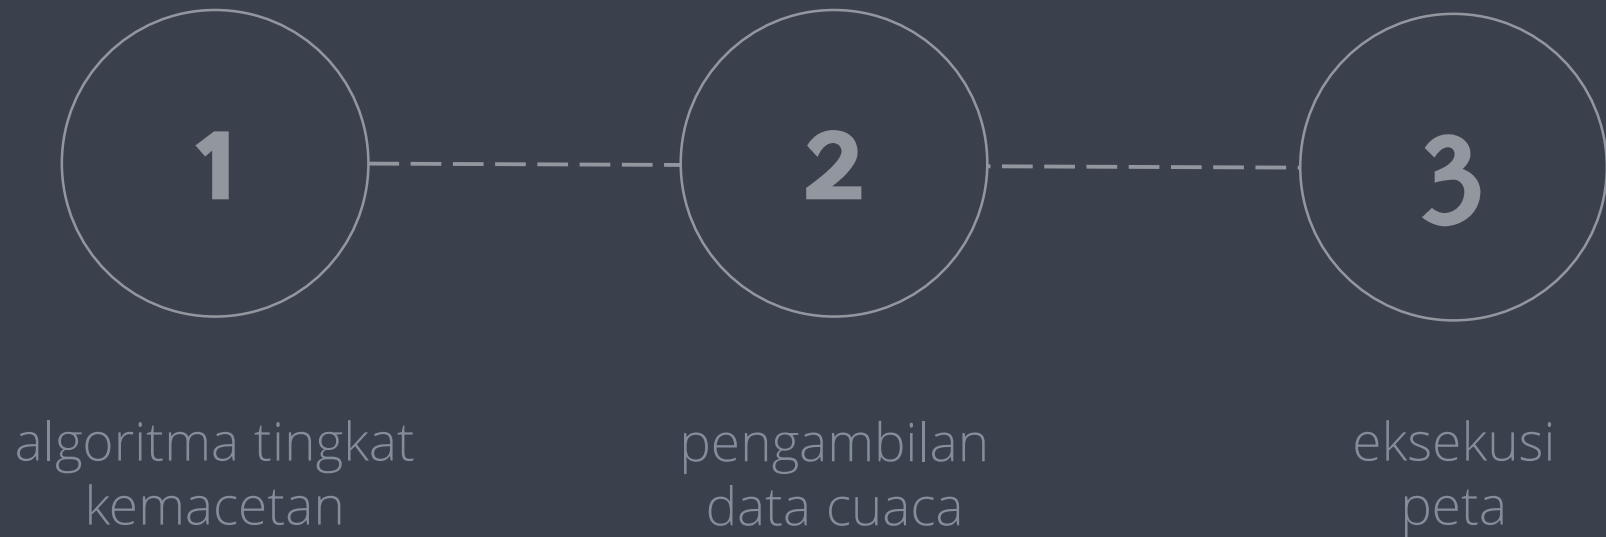 1
2
3
algoritma tingkat
kemacetan
pengambilan
data cuaca
eksekusi
peta